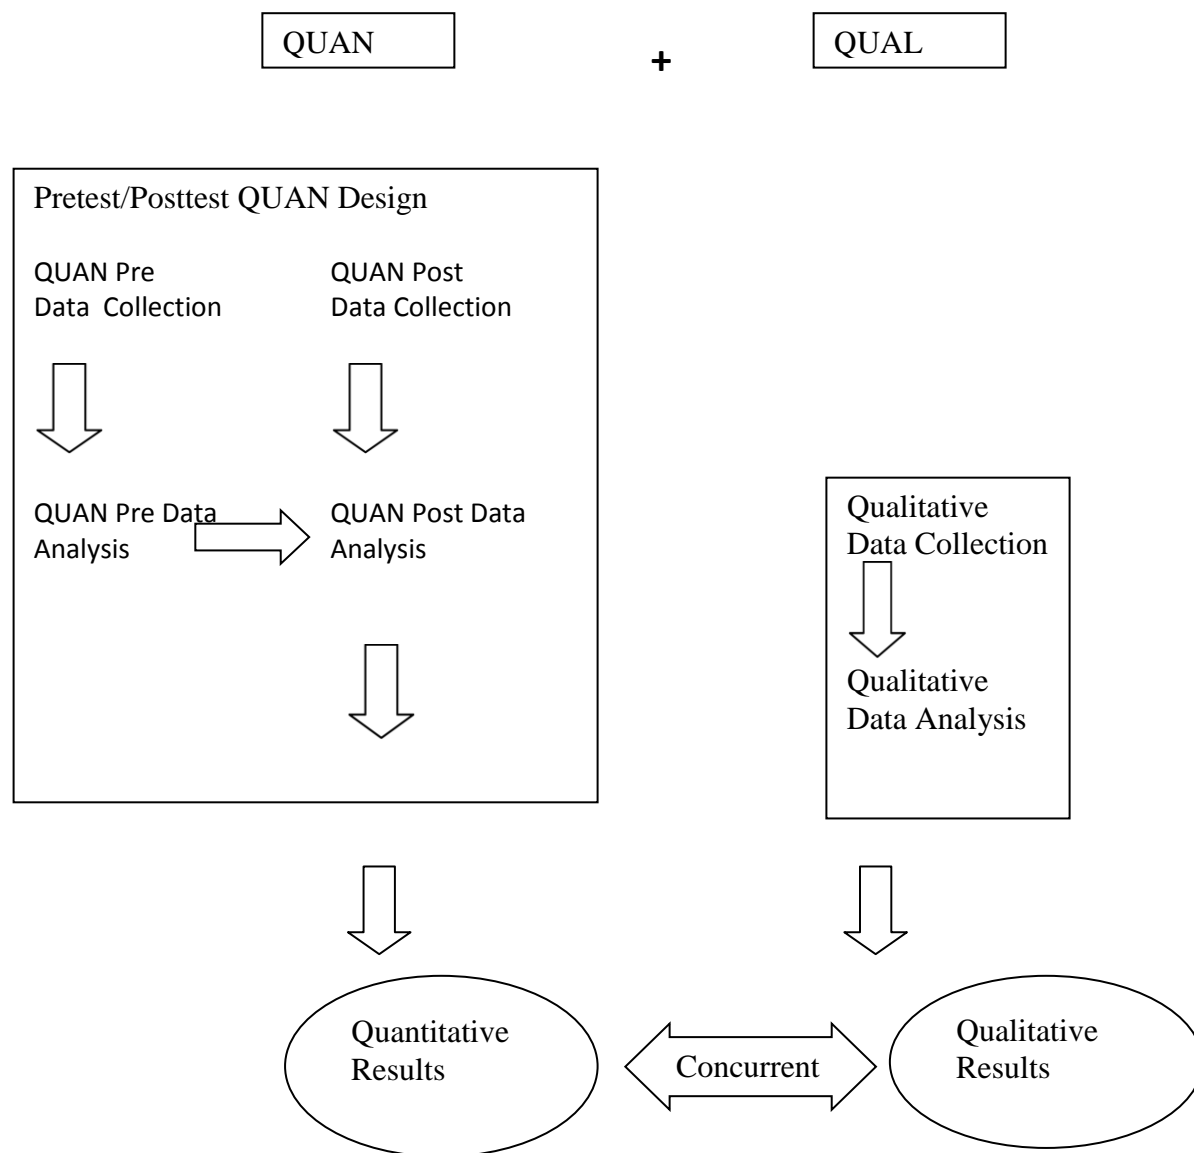 QUAN
+
QUAL
Pretest/Posttest QUAN Design
QUAN Pre
Data Collection
QUAN Post
Data Collection
QUAN Pre Data
Analysis
QUAN Post Data
Analysis
Qualitative
Data Collection
Qualitative
Data Analysis
Quantitative
Results
Concurrent
Qualitative
Results